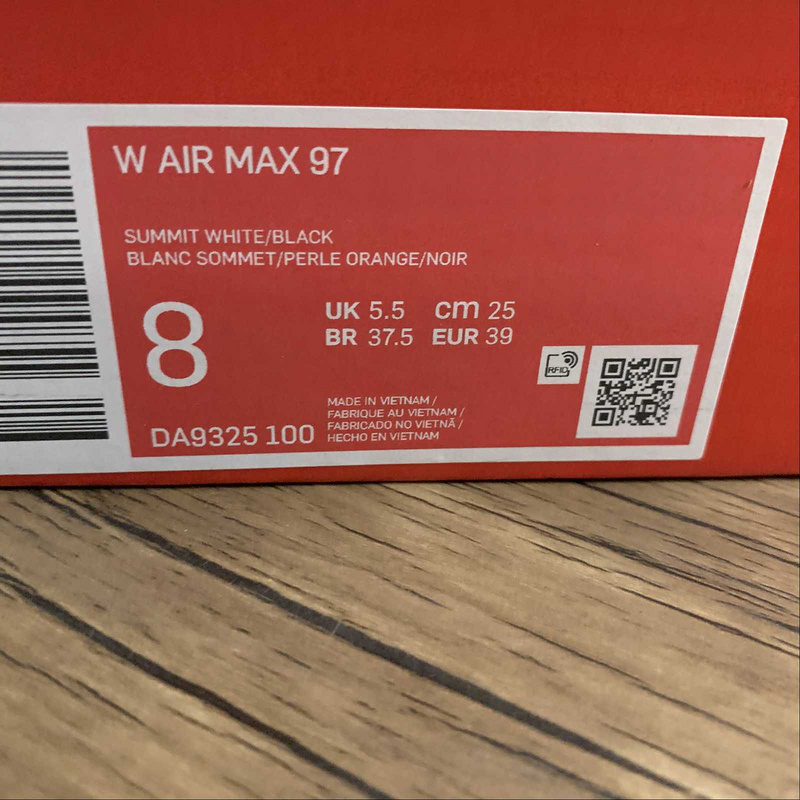 W AIR MAX 97
SUMMIT WHITE/BLACK
BLANC SOMMET/PERLE ORANGE/NOIR
8
UK 5.5 cm 25
BR 37.5 EUR 39
RFID
DA9325 100
MADE IN VIETNAM /
FABRIQUE AU VIETNAM /
FABRICADO NO VIETNÃ /
HECHO EN VIETNAM